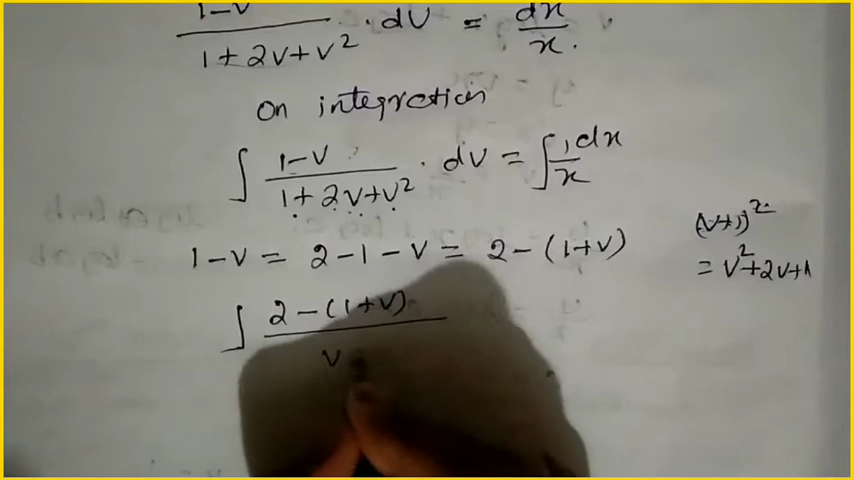 1-v / 1+2v+v² · dv = dx / x.
On integration
∫ 1-v / 1+2v+v² · dv = ∫ 1 / x dx
1-v = 2-1-v = 2-(1+v)
(v+1)²
= v²+2v+1
∫ 2-(1+v) / v